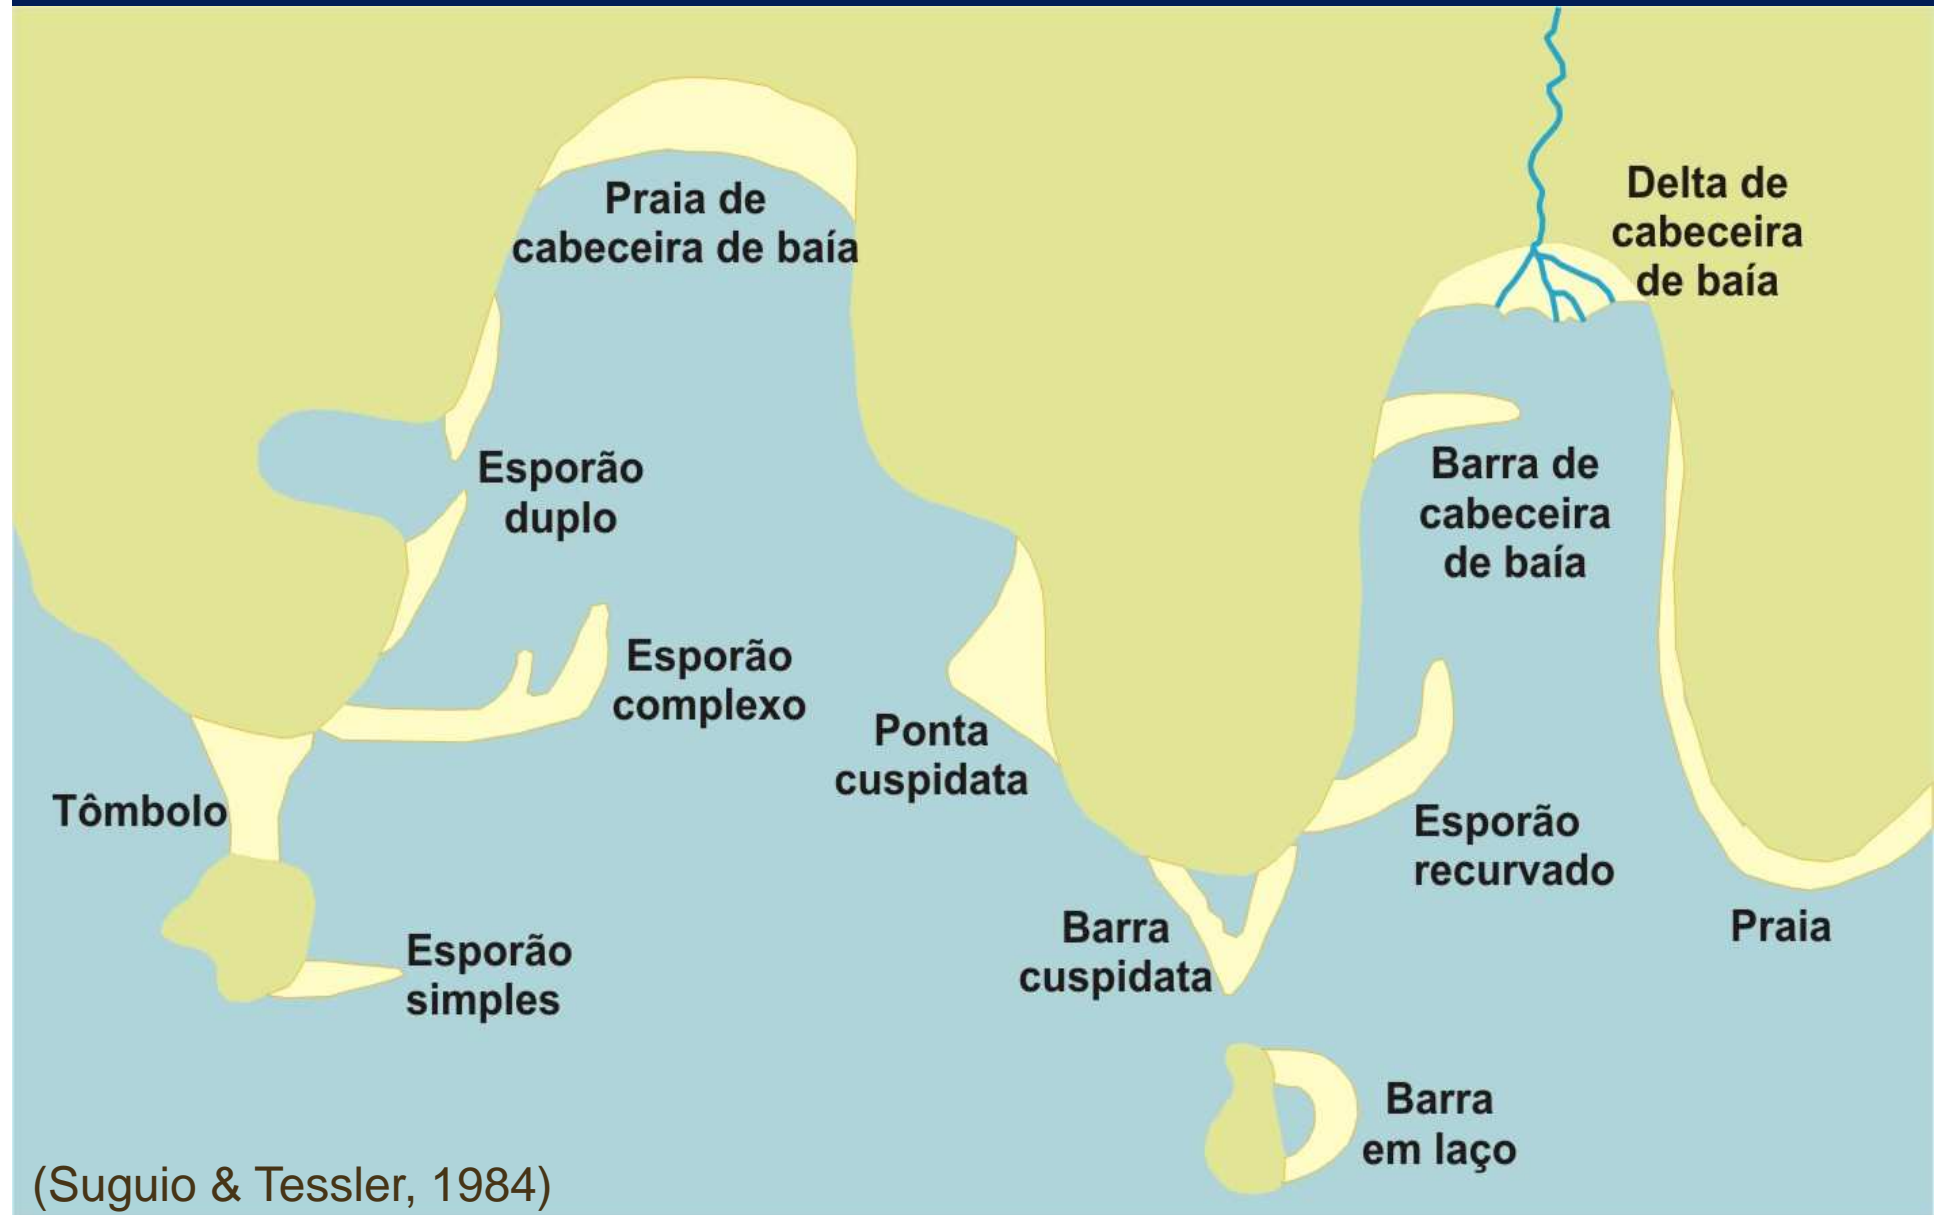 Praia de
cabeceira de baía
Delta de
cabeceira
de baía
Esporão
duplo
Barra de
cabeceira
de baía
Esporão
complexo
Ponta
cuspidata
Tômbolo
Esporão
recurvado
Barra
cuspidata
Praia
Esporão
simples
Barra
em laço
(Suguio & Tessler, 1984)